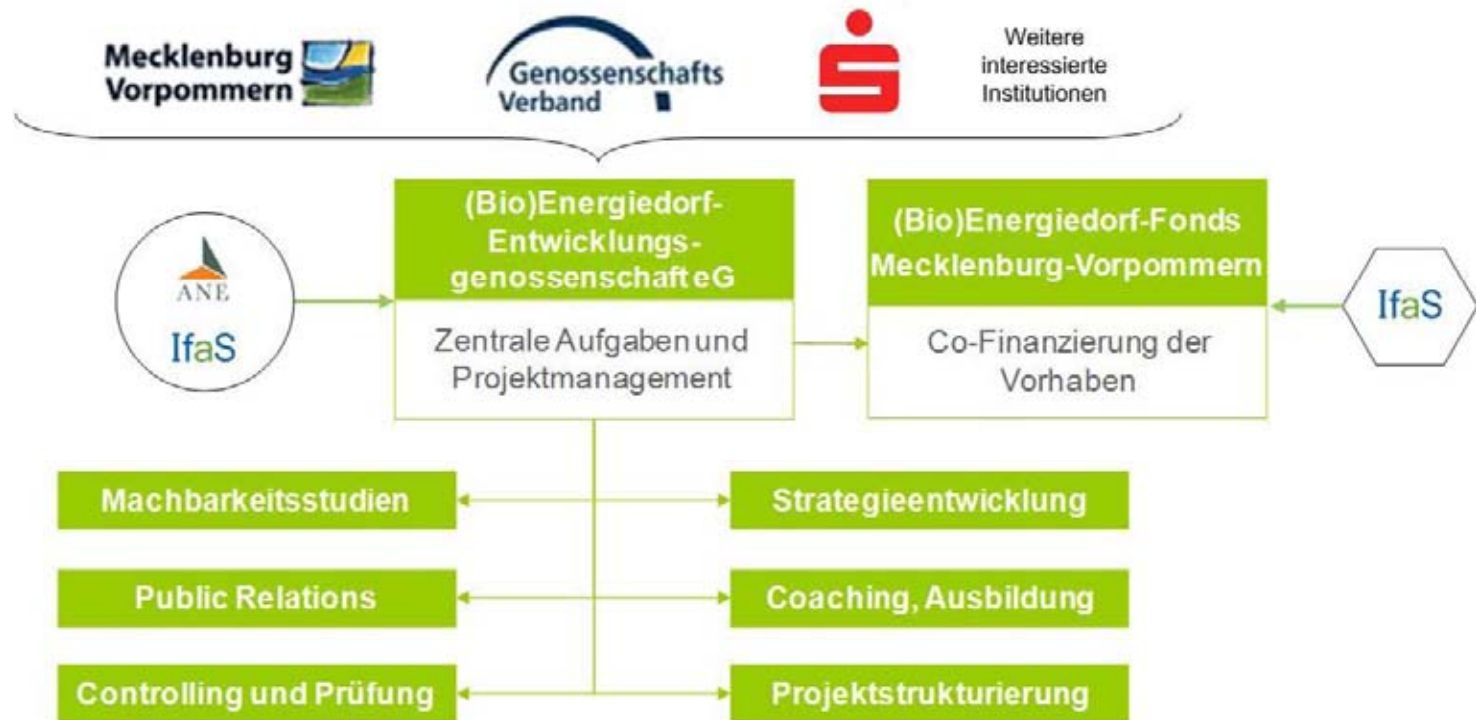 Mecklenburg
Vorpommern
Genossenschafts
Verband
Weitere
interessierte
Institutionen
(Bio)Energiedorf-
Entwicklungs-
genossenschaft eG
Zentrale Aufgaben und
Projektmanagement
(Bio)Energiedorf-Fonds
Mecklenburg-Vorpommern
Co-Finanzierung der
Vorhaben
ANE
IfaS
IfaS
Machbarkeitsstudien
Strategieentwicklung
Public Relations
Coaching, Ausbildung
Controlling und Prüfung
Projektstrukturierung